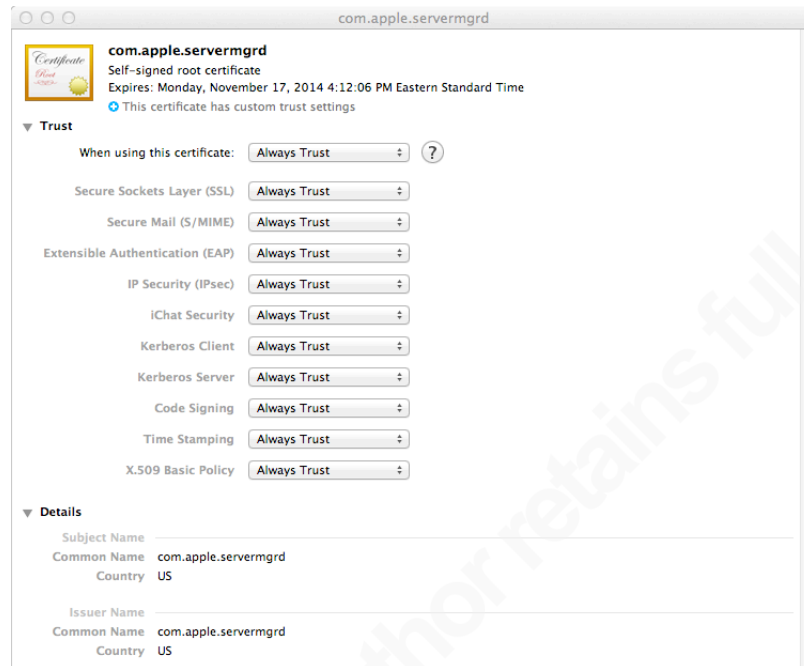 com.apple.servermgrd
Certificate
Root
com.apple.servermgrd
Self-signed root certificate
Expires: Monday, November 17, 2014 4:12:06 PM Eastern Standard Time
This certificate has custom trust settings
Trust
When using this certificate: Always Trust ?
Secure Sockets Layer (SSL) Always Trust
Secure Mail (S/MIME) Always Trust
Extensible Authentication (EAP) Always Trust
IP Security (IPsec) Always Trust
iChat Security Always Trust
Kerberos Client Always Trust
Kerberos Server Always Trust
Code Signing Always Trust
Time Stamping Always Trust
X.509 Basic Policy Always Trust
Details
Subject Name
Common Name com.apple.servermgrd
Country US
Issuer Name
Common Name com.apple.servermgrd
Country US
thor retains full